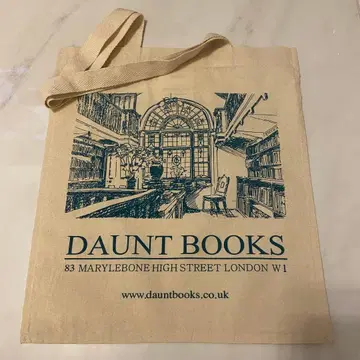 DAUNT BOOKS
83 MARYLEBONE HIGH STREET LONDON W1
www.dauntbooks.co.uk